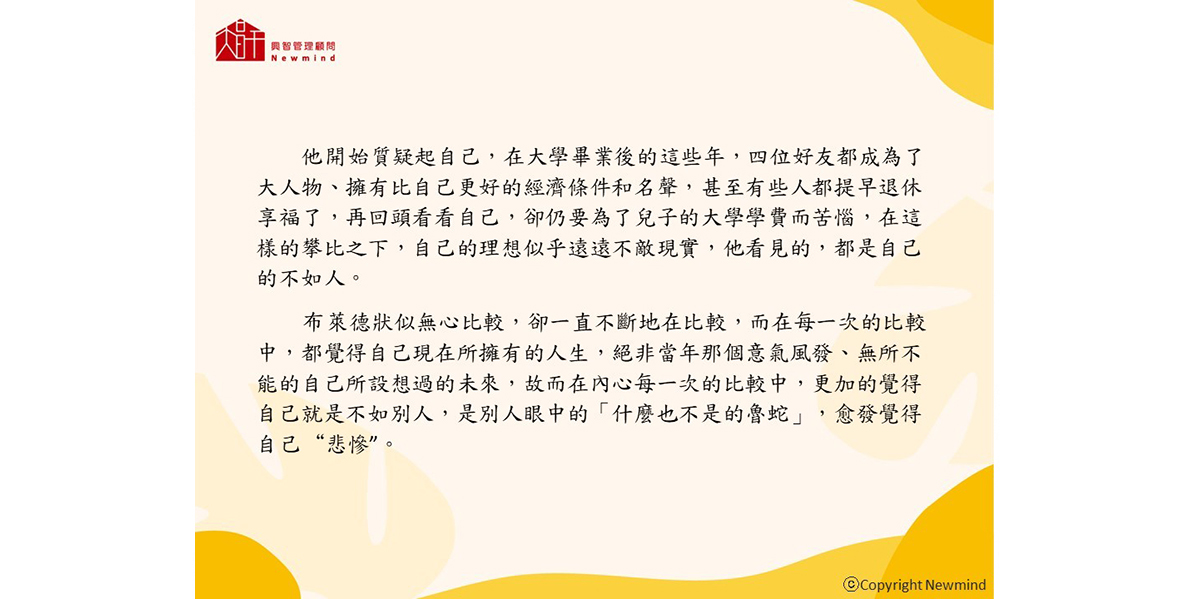 興智管理顧問
Newmind
他開始質疑起自己，在大學畢業後的這些年，四位好友都成為了
大人物、擁有比自己更好的經濟條件和名聲，甚至有些人都提早退休
享福了，再回頭看看自己，卻仍要為了兒子的大學學費而苦惱，在這
樣的攀比之下，自己的理想似乎遠遠不敵現實，他看見的，都是自己
的不如人。
布萊德狀似無心比較，卻一直不斷地在比較，而在每一次的比較
中，都覺得自己現在所擁有的人生，絕非當年那個意氣風發、無所不
能的自己所設想過的未來，故而在內心每一次的比較中，更加的覺得
自己就是不如別人，是別人眼中的「什麼也不是的魯蛇」，愈發覺得
自己“悲慘”。
ⓒCopyright Newmind